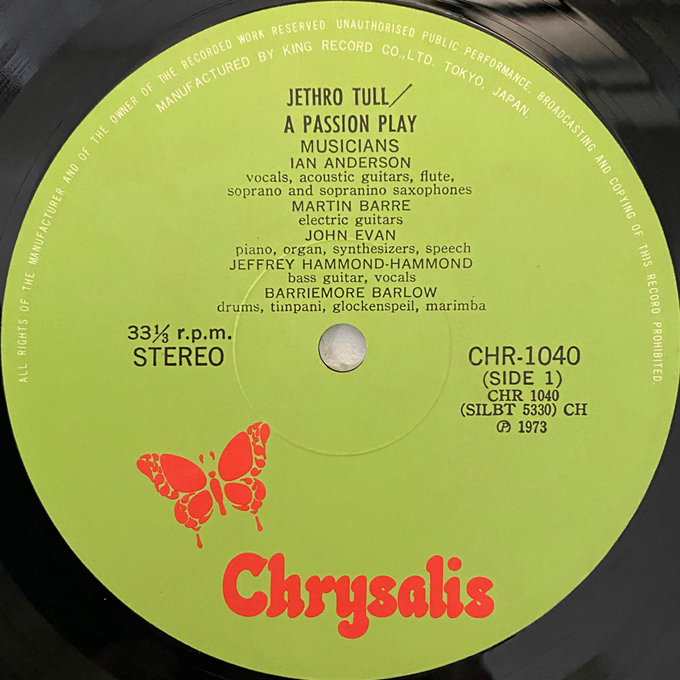 ALL RIGHTS OF THE MANUFACTURER AND OF THE OWNER OF THE RECORDED WORK RESERVED. UNAUTHORISED PUBLIC PERFORMANCE, BROADCASTING AND COPYING OF THIS RECORD PROHIBITED.
MANUFACTURED BY KING RECORD CO.,LTD. TOKYO. JAPAN.
JETHRO TULL/
A PASSION PLAY
MUSICIANS
IAN ANDERSON
vocals, acoustic guitars, flute,
soprano and sopranino saxophones
MARTIN BARRE
electric guitars
JOHN EVAN
piano, organ, synthesizers, speech
JEFFREY HAMMOND-HAMMOND
bass guitar, vocals
BARRIEMORE BARLOW
drums, timpani, glockenspeil, marimba
33⅓ r.p.m.
STEREO
CHR-1040
(SIDE 1)
CHR 1040
(SILBT 5330) CH
℗ 1973
Chrysalis